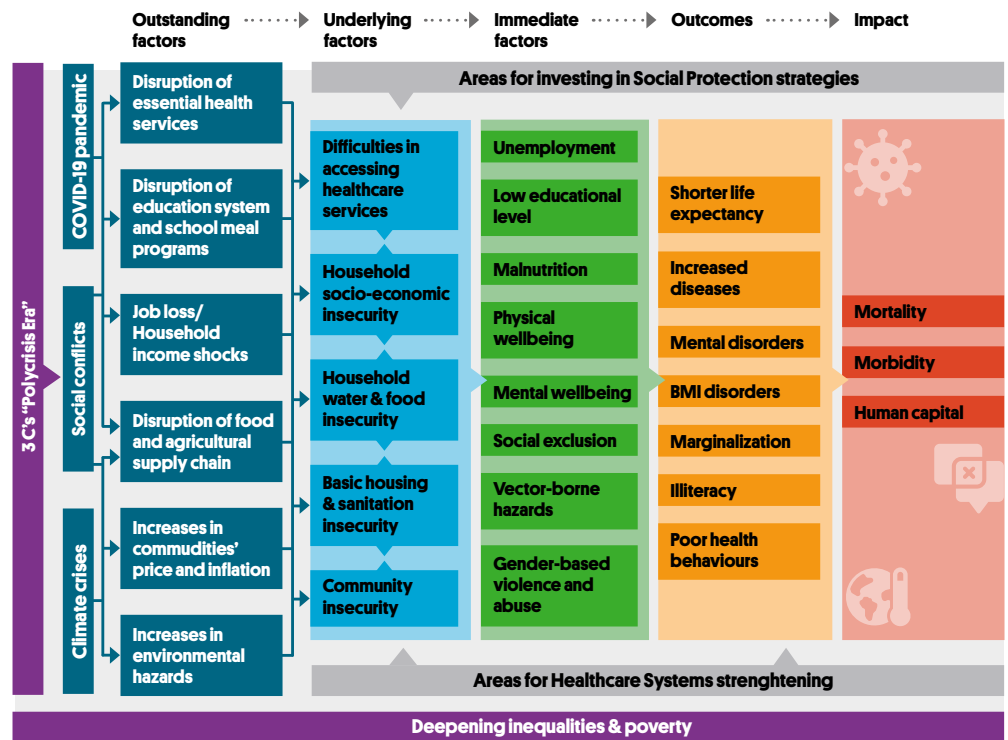 Outstanding
factors
Underlying
factors
Immediate
factors
Outcomes
Impact
3 C's “Polycrisis Era”
COVID-19 pandemic
Social conflicts
Climate crises
Disruption of
essential health
services
Disruption of
education system
and school meal
programs
Job loss/
Household
income shocks
Disruption of food
and agricultural
supply chain
Increases in
commodities'
price and inflation
Increases in
environmental
hazards
Areas for investing in Social Protection strategies
Difficulties in
accessing
healthcare
services
Household
socio-economic
insecurity
Household
water & food
insecurity
Basic housing
& sanitation
insecurity
Community
insecurity
Unemployment
Low educational
level
Malnutrition
Physical
wellbeing
Mental wellbeing
Social exclusion
Vector-borne
hazards
Gender-based
violence and
abuse
Shorter life
expectancy
Increased
diseases
Mental disorders
BMI disorders
Marginalization
Illiteracy
Poor health
behaviours
Mortality
Morbidity
Human capital
Areas for Healthcare Systems strenghtening
Deepening inequalities & poverty